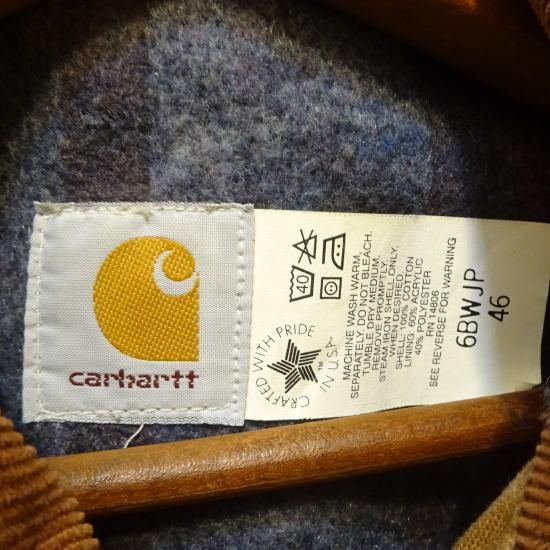 carhartt
40
CRAFTED WITH PRIDE
IN U.S.A.
MACHINE WASH WARM,
SEPARATELY. DO NOT BLEACH.
TUMBLE DRY MEDIUM.
REMOVE PROMPTLY.
STEAM IRON SHELL ONLY,
WHEN DESIRED.
SHELL: 100% COTTON
LINING: 60% ACRYLIC
40% POLYESTER
RN 14806
SEE REVERSE FOR WARMING
6BWJP
46